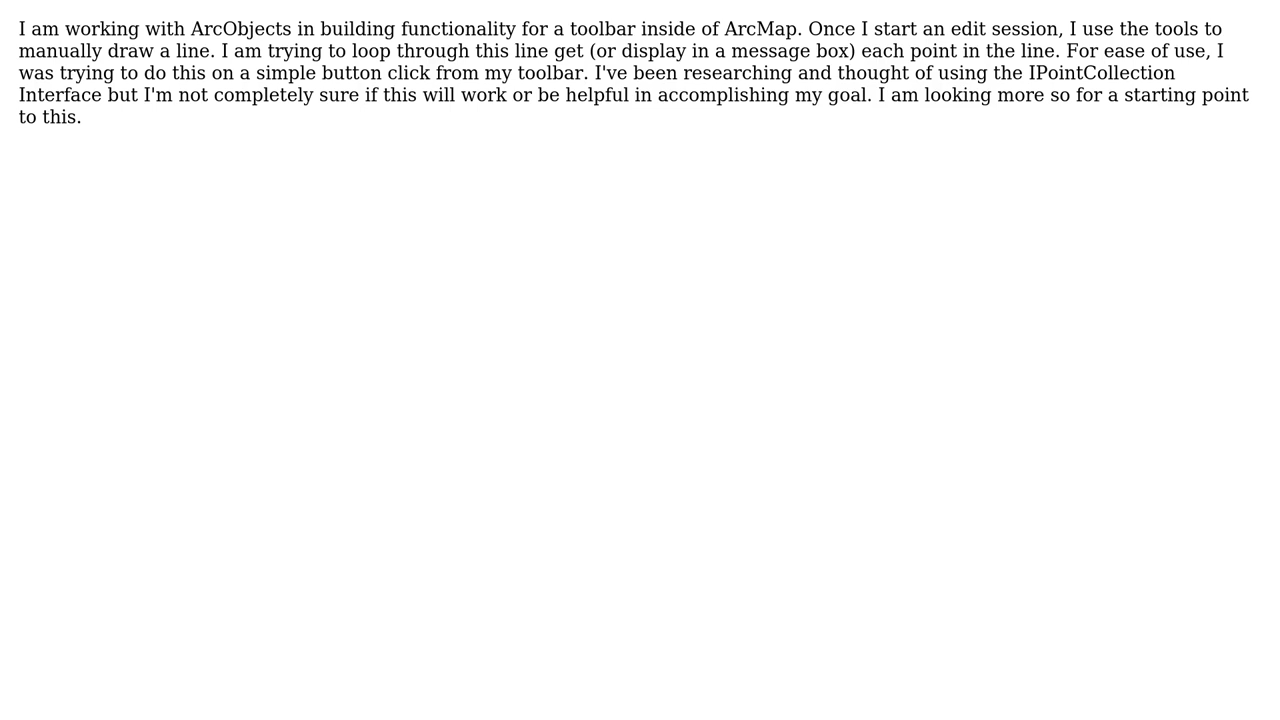 I am working with ArcObjects in building functionality for a toolbar inside of ArcMap. Once I start an edit session, I use the tools to
manually draw a line. I am trying to loop through this line get (or display in a message box) each point in the line. For ease of use, I
was trying to do this on a simple button click from my toolbar. I've been researching and thought of using the IPointCollection
Interface but I'm not completely sure if this will work or be helpful in accomplishing my goal. I am looking more so for a starting point
to this.